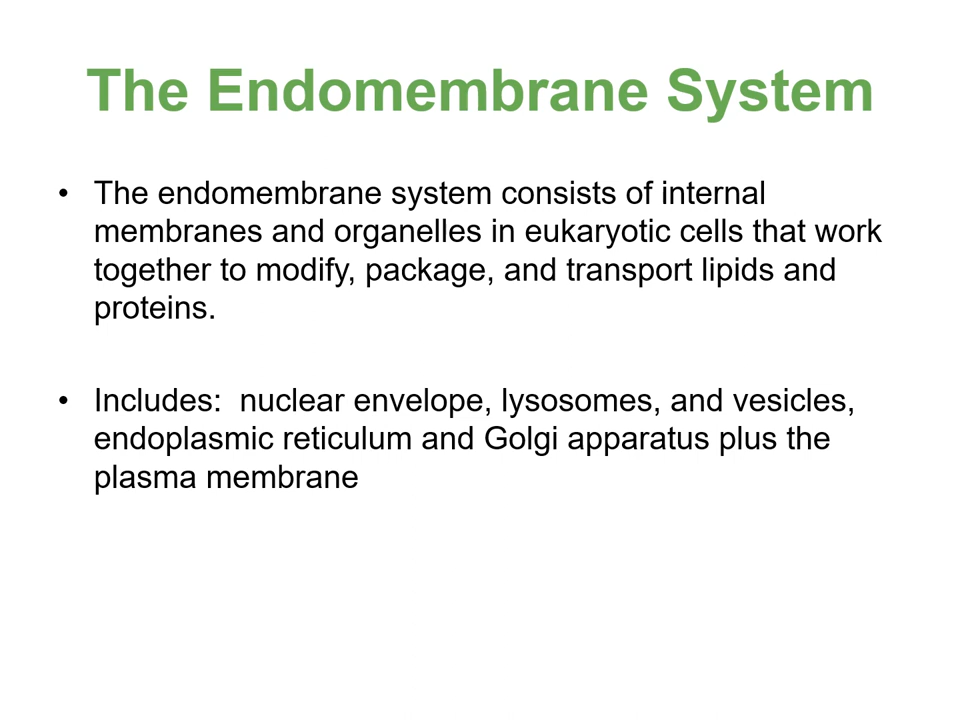 The Endomembrane System
• The endomembrane system consists of internal
membranes and organelles in eukaryotic cells that work
together to modify, package, and transport lipids and
proteins.
• Includes:  nuclear envelope, lysosomes, and vesicles,
endoplasmic reticulum and Golgi apparatus plus the
plasma membrane